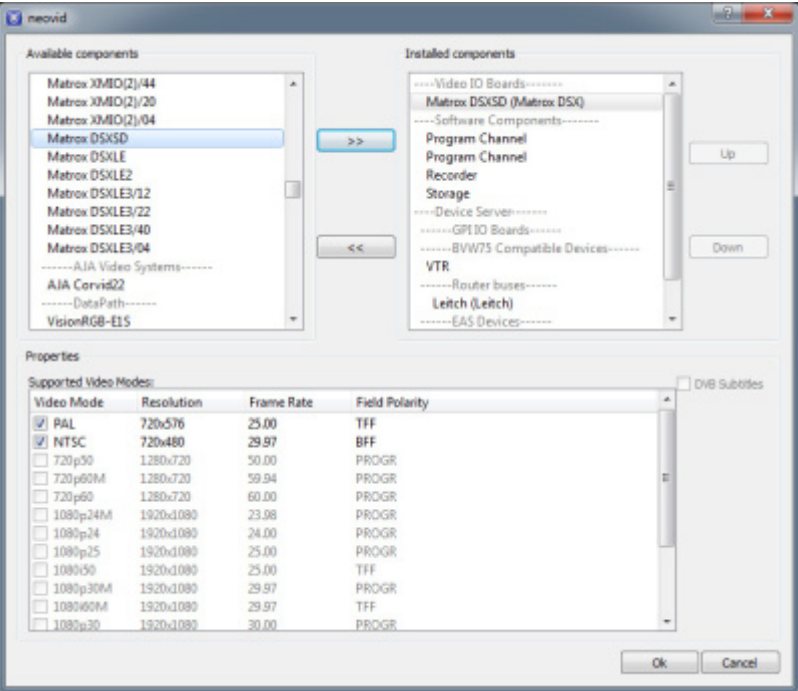 neovid
Available components
Matrox XMIO(2)/44
Matrox XMIO(2)/20
Matrox XMIO(2)/04
Matrox DSXSD
Matrox DSXLE
Matrox DSXLE2
Matrox DSXLE3/12
Matrox DSXLE3/22
Matrox DSXLE3/40
Matrox DSXLE3/04
------AJA Video Systems------
AJA Corvid22
------DataPath------
VisionRGB-E1S
>>
<<
Installed components
----Video IO Boards-------
Matrox DSXSD (Matrox DSX)
----Software Components-------
Program Channel
Program Channel
Recorder
Storage
----Device Server-------
------GPI IO Boards------
------BVW75 Compatible Devices------
VTR
------Router buses------
Leitch (Leitch)
------EAS Devices------
Up
Down
Properties
Supported Video Modes:
DVB Subtitles
Video Mode Resolution Frame Rate Field Polarity
PAL 720x576 25.00 TFF
NTSC 720x480 29.97 BFF
720p50 1280x720 50.00 PROGR
720p60M 1280x720 59.94 PROGR
720p60 1280x720 60.00 PROGR
1080p24M 1920x1080 23.98 PROGR
1080p24 1920x1080 24.00 PROGR
1080p25 1920x1080 25.00 PROGR
1080i50 1920x1080 25.00 TFF
1080p30M 1920x1080 29.97 PROGR
1080i60M 1920x1080 29.97 TFF
1080p30 1920x1080 30.00 PROGR
Ok Cancel